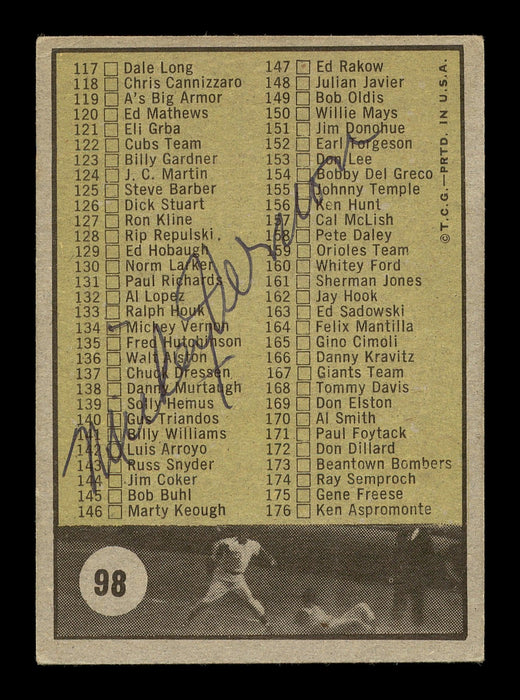 117 Dale Long
118 Chris Cannizzaro
119 A's Big Armor
120 Ed Mathews
121 Eli Grba
122 Cubs Team
123 Billy Gardner
124 J. C. Martin
125 Steve Barber
126 Dick Stuart
127 Ron Kline
128 Rip Repulski
129 Ed Hobaugh
130 Norm Larker
131 Paul Richards
132 Al Lopez
133 Ralph Houk
134 Mickey Vernon
135 Fred Hutchinson
136 Walt Alston
137 Chuck Dressen
138 Danny Murtaugh
139 Solly Hemus
140 Gus Triandos
141 Billy Williams
142 Luis Arroyo
143 Russ Snyder
144 Jim Coker
145 Bob Buhl
146 Marty Keough
147 Ed Rakow
148 Julian Javier
149 Bob Oldis
150 Willie Mays
151 Jim Donohue
152 Earl Torgeson
153 Don Lee
154 Bobby Del Greco
155 Johnny Temple
156 Ken Hunt
157 Cal McLish
158 Pete Daley
159 Orioles Team
160 Whitey Ford
161 Sherman Jones
162 Jay Hook
163 Ed Sadowski
164 Felix Mantilla
165 Gino Cimoli
166 Danny Kravitz
167 Giants Team
168 Tommy Davis
169 Don Elston
170 Al Smith
171 Paul Foytack
172 Don Dillard
173 Beantown Bombers
174 Ray Semproch
175 Gene Freese
176 Ken Aspromonte
© T.C.G.—PRTD. IN U.S.A.
Mickey Vernon
98